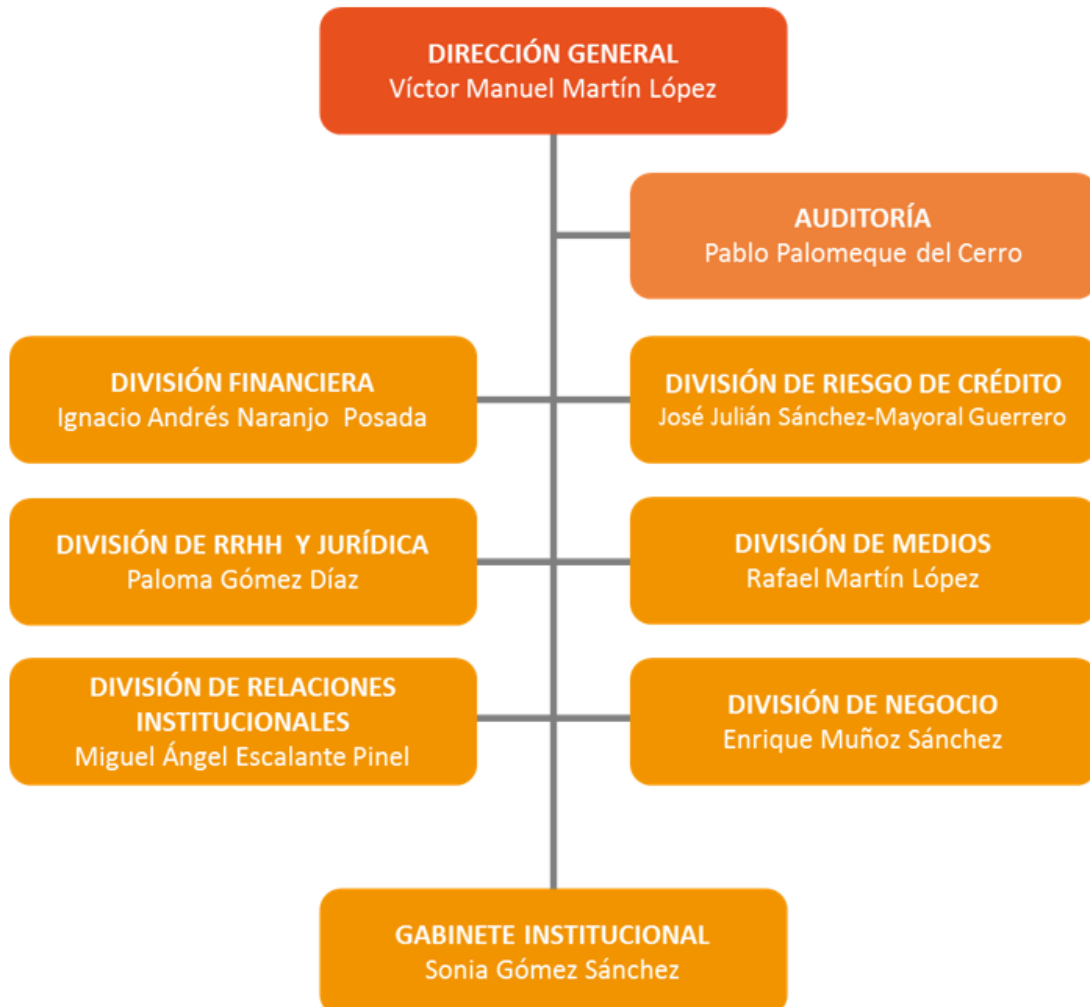 DIRECCIÓN GENERAL
Víctor Manuel Martín López
AUDITORÍA
Pablo Palomeque del Cerro
DIVISIÓN FINANCIERA
Ignacio Andrés Naranjo Posada
DIVISIÓN DE RIESGO DE CRÉDITO
José Julián Sánchez-Mayoral Guerrero
DIVISIÓN DE RRHH Y JURÍDICA
Paloma Gómez Díaz
DIVISIÓN DE MEDIOS
Rafael Martín López
DIVISIÓN DE RELACIONES
INSTITUCIONALES
Miguel Ángel Escalante Pinel
DIVISIÓN DE NEGOCIO
Enrique Muñoz Sánchez
GABINETE INSTITUCIONAL
Sonia Gómez Sánchez